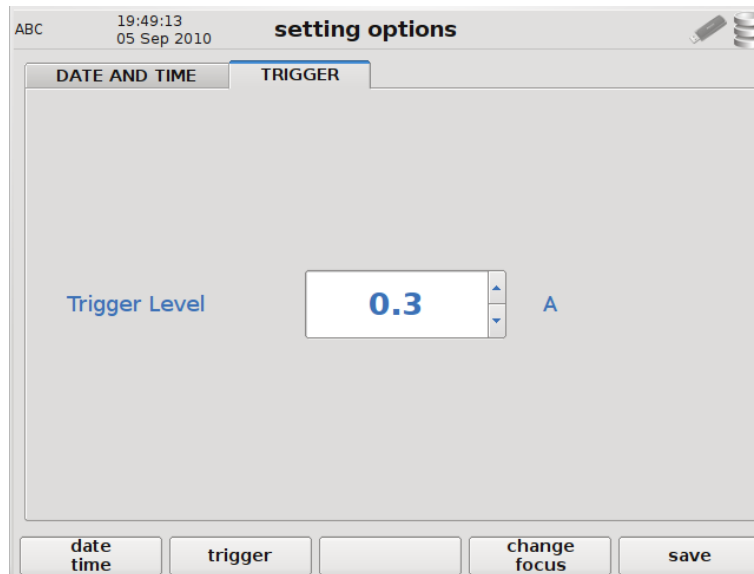 ABC
19:49:13
05 Sep 2010
setting options
DATE AND TIME
TRIGGER
Trigger Level
0.3
A
date
time
trigger
change
focus
save